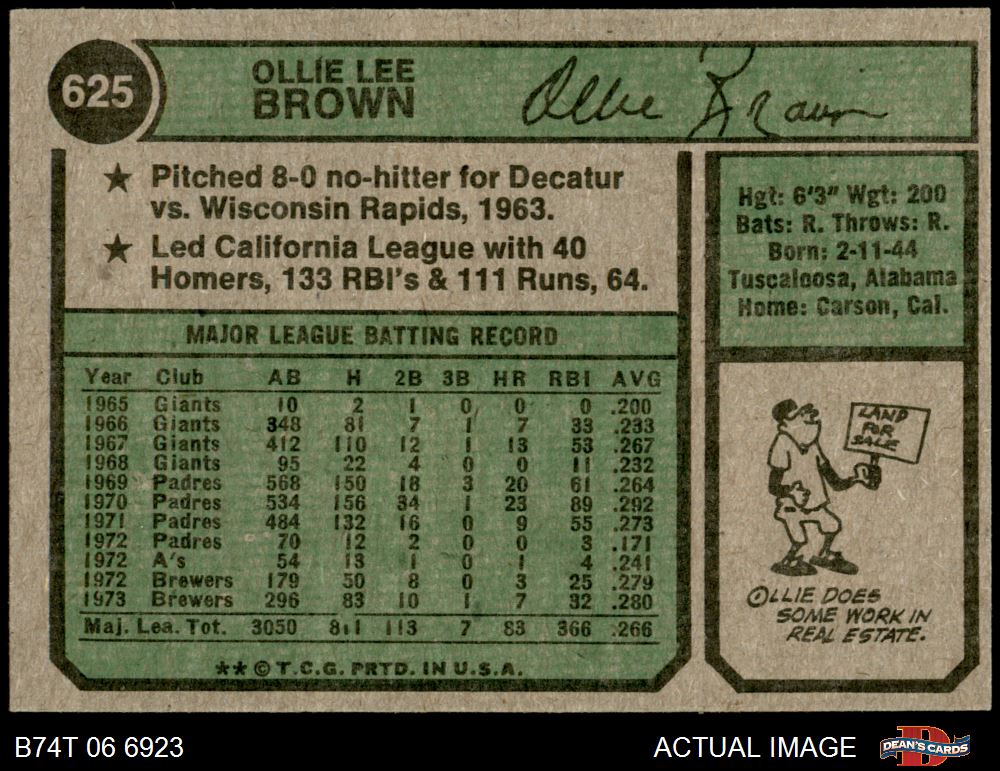 625
OLLIE LEE
BROWN
Ollie Brown
★ Pitched 8-0 no-hitter for Decatur
vs. Wisconsin Rapids, 1963.
★ Led California League with 40
Homers, 133 RBI's & 111 Runs, 64.
Hgt: 6'3" Wgt: 200
Bats: R. Throws: R.
Born: 2-11-44
Tuscaloosa, Alabama
Home: Carson, Cal.
MAJOR LEAGUE BATTING RECORD
Year Club AB H 2B 3B HR RBI AVG
1965 Giants 10 2 1 0 0 0 .200
1966 Giants 348 81 7 1 7 33 .233
1967 Giants 412 110 12 1 13 53 .267
1968 Giants 95 22 4 0 0 11 .232
1969 Padres 568 150 18 3 20 61 .264
1970 Padres 534 156 34 1 23 89 .292
1971 Padres 484 132 16 0 9 55 .273
1972 Padres 70 12 2 0 0 3 .171
1972 A's 54 13 1 0 1 4 .241
1972 Brewers 179 50 8 0 3 25 .279
1973 Brewers 296 83 10 1 7 32 .280
Maj. Lea. Tot. 3050 811 113 7 83 366 .266
**©T.C.G. PRTD. IN U.S.A.
LAND
FOR
SALE
OLLIE DOES
SOME WORK IN
REAL ESTATE.
B74T 06 6923
ACTUAL IMAGE
DEAN'S CARDS